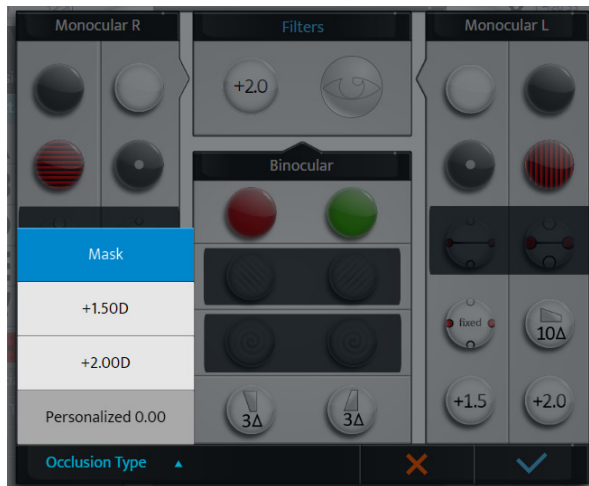 Monocular R
Filters
Monocular L
+2.0
Binocular
Mask
+1.50D
+2.00D
Personalized 0.00
fixed
10Δ
3Δ
3Δ
+1.5
+2.0
Occlusion Type